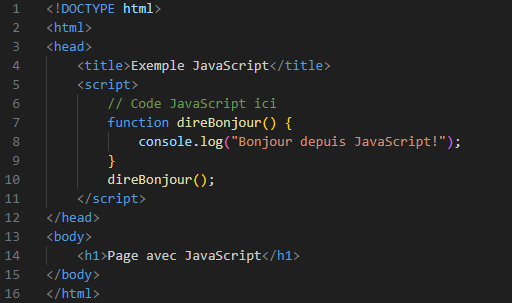 1 <!DOCTYPE html>
2 <html>
3 <head>
4     <title>Exemple JavaScript</title>
5     <script>
6         // Code JavaScript ici
7         function direBonjour() {
8             console.log("Bonjour depuis JavaScript!");
9         }
10         direBonjour();
11     </script>
12 </head>
13 <body>
14     <h1>Page avec JavaScript</h1>
15 </body>
16 </html>